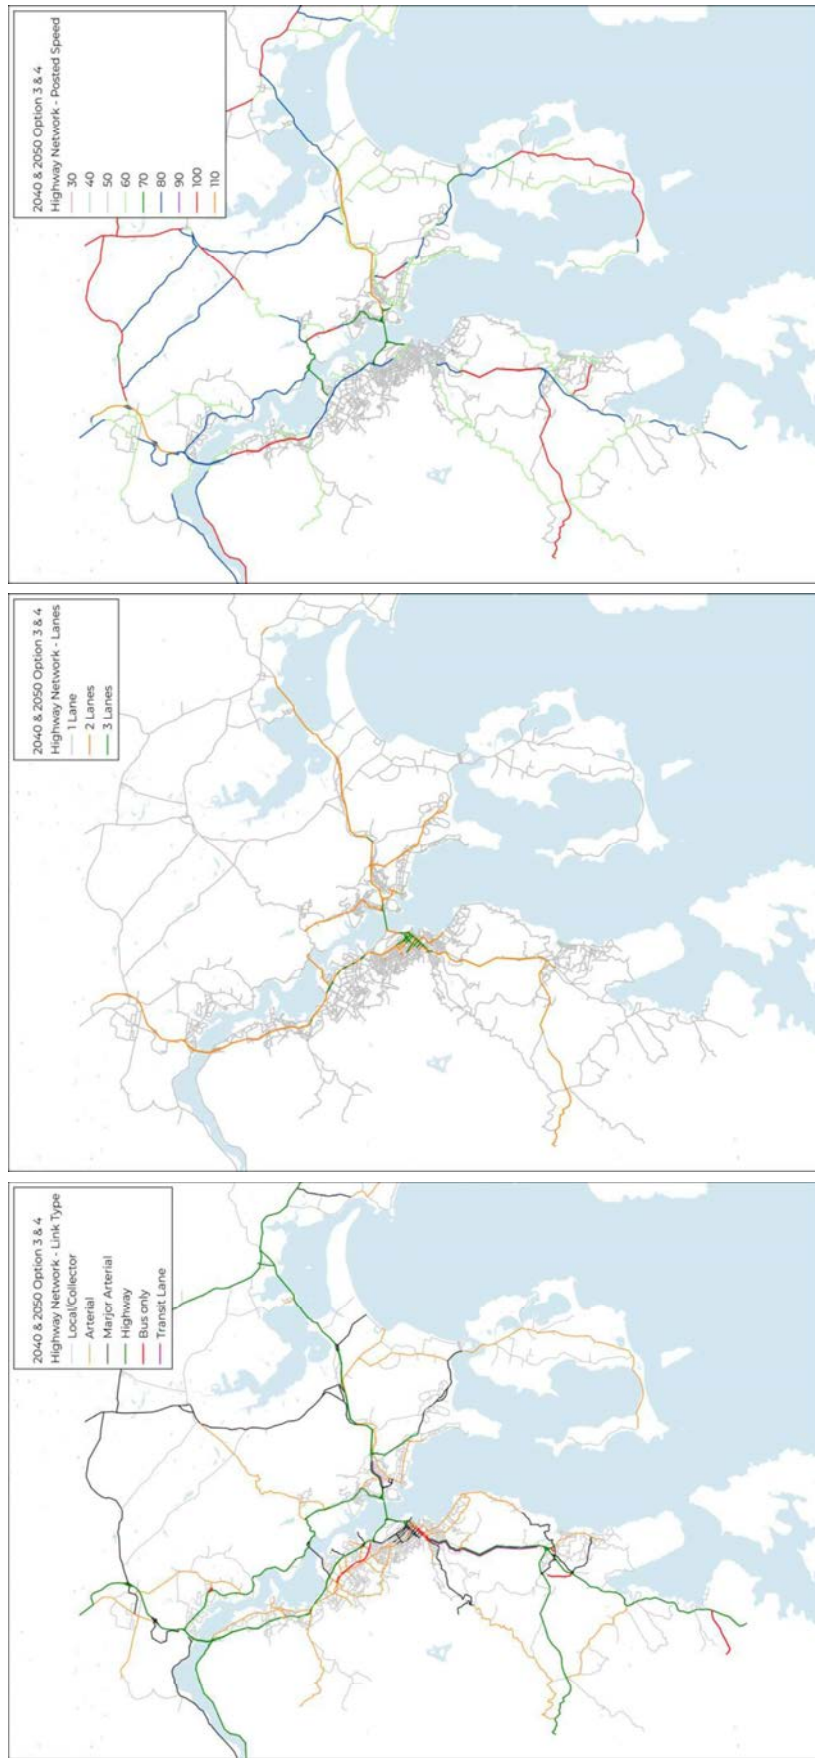 2040 & 2050 Option 3 & 4
Highway Network - Posted Speed
30
40
50
60
70
80
90
100
110
2040 & 2050 Option 3 & 4
Highway Network - Lanes
1 Lane
2 Lanes
3 Lanes
2040 & 2050 Option 3 & 4
Highway Network - Link Type
Local/Collector
Arterial
Marjor Arterial
Highway
Bus only
Transit Lane